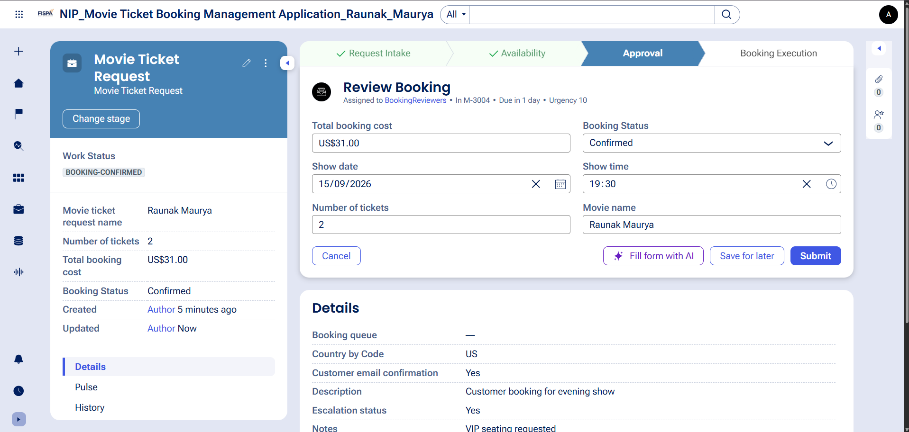 FISPA NIP_Movie Ticket Booking Management Application_Raunak_Maurya All A
Movie Ticket
Request
Movie Ticket Request
Change stage
Work Status
BOOKING-CONFIRMED
Movie ticket
request name Raunak Maurya
Number of tickets 2
Total booking
cost US$31.00
Booking Status Confirmed
Created Author 5 minutes ago
Updated Author Now
Details
Pulse
History
Request Intake Availability Approval Booking Execution
Review Booking
Assigned to BookingReviewers • In M-3004 • Due in 1 day • Urgency 10
Total booking cost
US$31.00
Booking Status
Confirmed
Show date
15/09/2026
Show time
19:30
Number of tickets
2
Movie name
Raunak Maurya
Cancel Fill form with AI Save for later Submit
Details
Booking queue —
Country by Code US
Customer email confirmation Yes
Description Customer booking for evening show
Escalation status Yes
Notes VIP seating requested
0
0